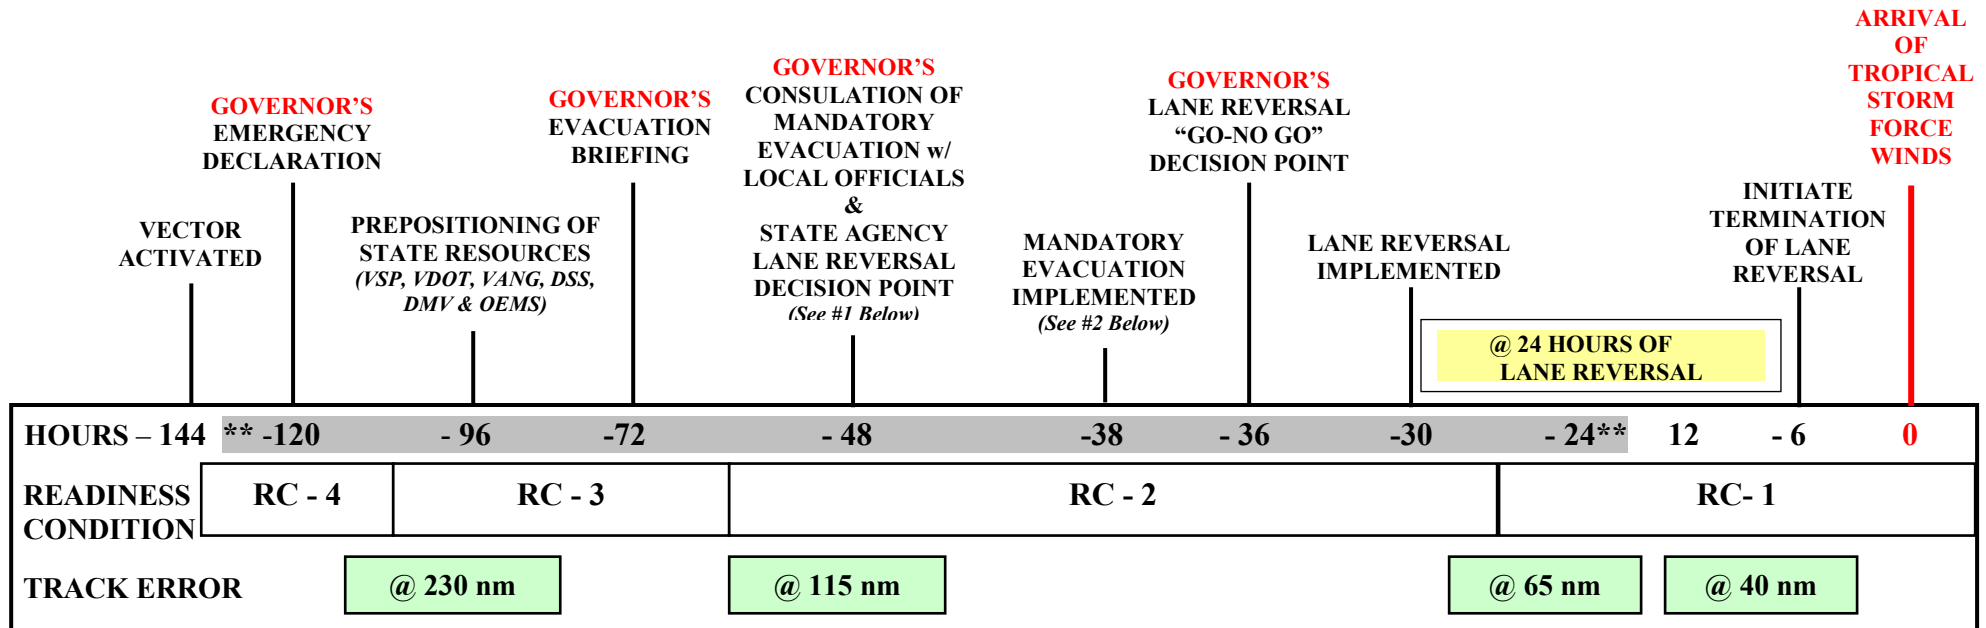 VECTOR
ACTIVATED
GOVERNOR’S
EMERGENCY
DECLARATION
PREPOSITIONING OF
STATE RESOURCES
(VSP, VDOT, VANG, DSS,
DMV & OEMS)
GOVERNOR’S
EVACUATION
BRIEFING
GOVERNOR’S
CONSULATION OF
MANDATORY
EVACUATION w/
LOCAL OFFICIALS
&
STATE AGENCY
LANE REVERSAL
DECISION POINT
(See #1 Below)
MANDATORY
EVACUATION
IMPLEMENTED
(See #2 Below)
GOVERNOR’S
LANE REVERSAL
“GO-NO GO”
DECISION POINT
LANE REVERSAL
IMPLEMENTED
INITIATE
TERMINATION
OF LANE
REVERSAL
ARRIVAL
OF
TROPICAL
STORM
FORCE
WINDS
@ 24 HOURS OF
LANE REVERSAL
HOURS – 144 ** -120 - 96 -72 - 48 -38 - 36 -30 - 24** 12 - 6 0
READINESS
CONDITION
RC - 4 RC - 3 RC - 2 RC- 1
TRACK ERROR @ 230 nm @ 115 nm @ 65 nm @ 40 nm